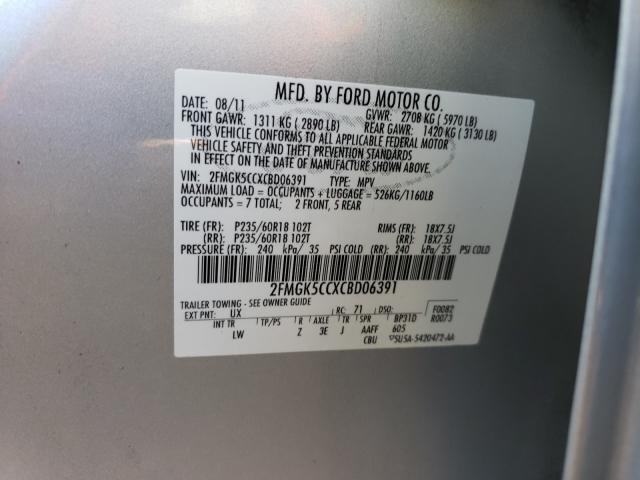 MFD. BY FORD MOTOR CO.
DATE: 08/11 GVWR: 2708 KG ( 5970 LB)
FRONT GAWR: 1311 KG ( 2890 LB) REAR GAWR: 1420 KG ( 3130 LB)
THIS VEHICLE CONFORMS TO ALL APPLICABLE FEDERAL MOTOR
VEHICLE SAFETY AND THEFT PREVENTION STANDARDS
IN EFFECT ON THE DATE OF MANUFACTURE SHOWN ABOVE.
VIN: 2FMGK5CCXCBD06391 TYPE: MPV
MAXIMUM LOAD = OCCUPANTS + LUGGAGE = 526KG/1160LB
OCCUPANTS = 7 TOTAL; 2 FRONT, 5 REAR
TIRE (FR): P235/60R18 102T RIMS (FR): 18X7.5J
(RR): P235/60R18 102T (RR): 18X7.5J
PRESSURE (FR): 240 kPa/ 35 PSI COLD (RR): 240 kPa/ 35 PSI COLD
2FMGK5CCXCBD06391
TRAILER TOWING - SEE OWNER GUIDE
EXT PNT: UX RC: 71 DSO: F0082
BP31D R0073
INT TR TP/PS R AXLE TR SPR
LW Z 3E J AAFF 605
CBU 5U5A-5420472-AA